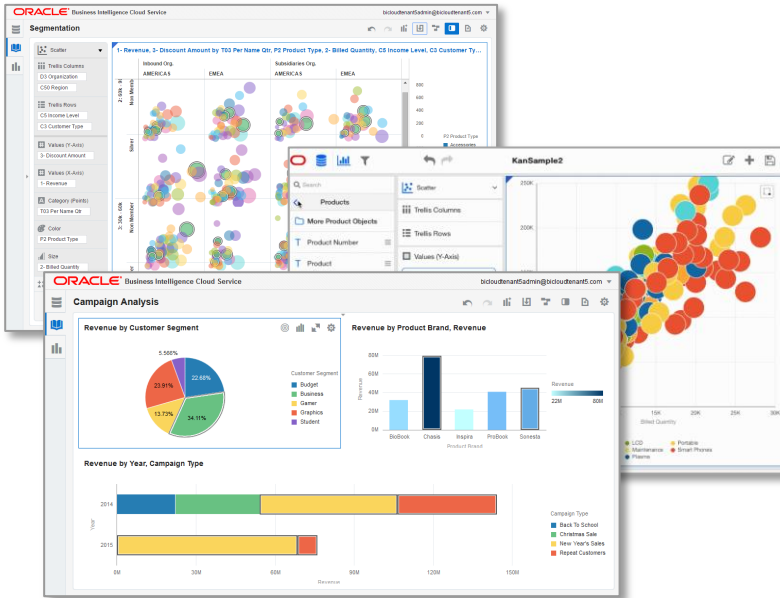 ORACLE® Business Intelligence Cloud Service
bicloudtenant5admin@bicloudtenant5.com
Segmentation
Scatter
Trellis Columns
D3 Organization
C50 Region
Trellis Rows
C5 Income Level
C3 Customer Type
Values (Y-Axis)
3- Discount Amount
Values (X-Axis)
1- Revenue
Category (Points)
T03 Per Name Qtr
Color
P2 Product Type
Size
2- Billed Quantity
1- Revenue, 3- Discount Amount by T03 Per Name Qtr, P2 Product Type, 2- Billed Quantity, C5 Income Level, C3 Customer Ty...
Inbound Org.
Subsidiaries Org.
AMERICAS
EMEA
AMERICAS
EMEA
Non Memb
Silver
Non Member
800
600
400
200
0
P2 Product Type
Accessories
KanSample2
Search
Products
More Product Objects
Product Number
Product
Scatter
Trellis Columns
Trellis Rows
Values (Y-Axis)
250K
200K
15K
20K
25K
30K
Billed Quantity
LCD
Maintenance
Plasma
Portable
Smart Phones
ORACLE® Business Intelligence Cloud Service
bicloudtenant5admin@bicloudtenant5.com
Campaign Analysis
Revenue by Customer Segment
5.566%
22.68%
34.11%
13.73%
23.91%
Customer Segment
Budget
Business
Gamer
Graphics
Student
Revenue by Product Brand, Revenue
80M
60M
40M
20M
0M
Revenue
BioBook
Chasis
Inspira
ProBook
Sonesta
Product Brand
Revenue
22M
80M
Revenue by Year, Campaign Type
Year
2014
2015
0M
30M
60M
90M
120M
150M
Revenue
Campaign Type
Back To School
Christmas Sale
New Year's Sales
Repeat Customers